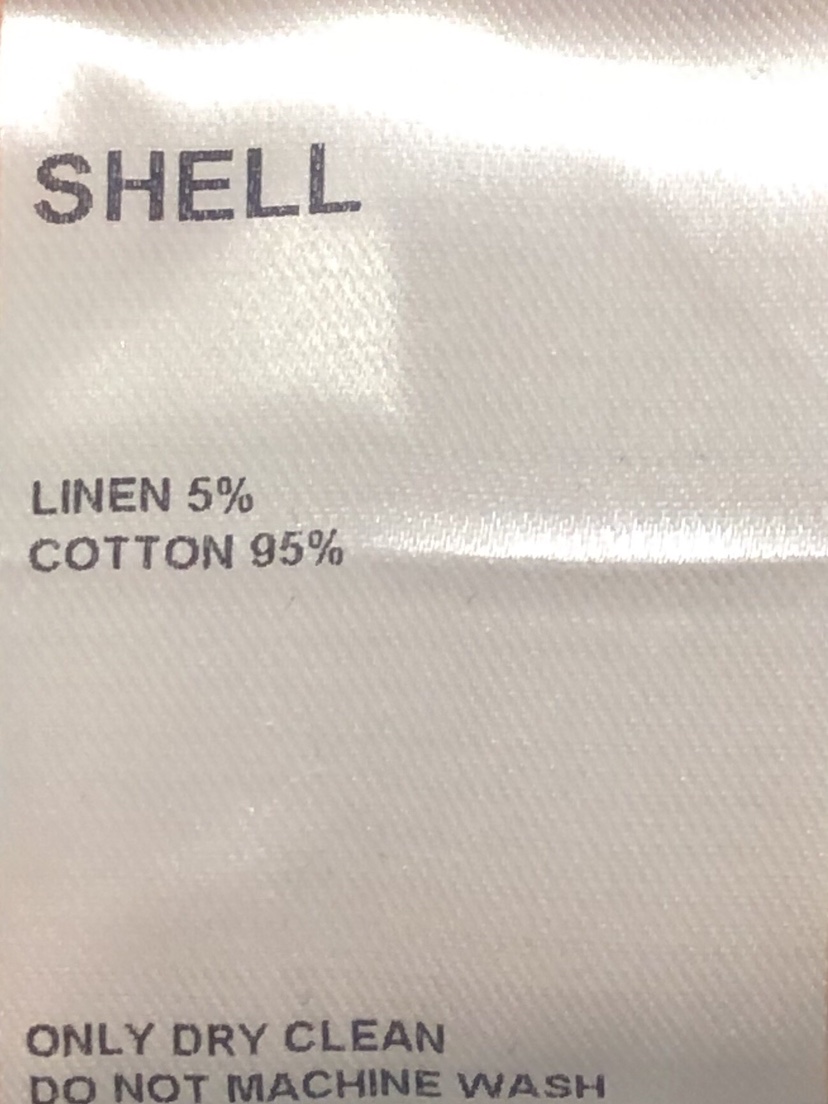 SHELL
LINEN 5%
COTTON 95%
ONLY DRY CLEAN
DO NOT MACHINE WASH